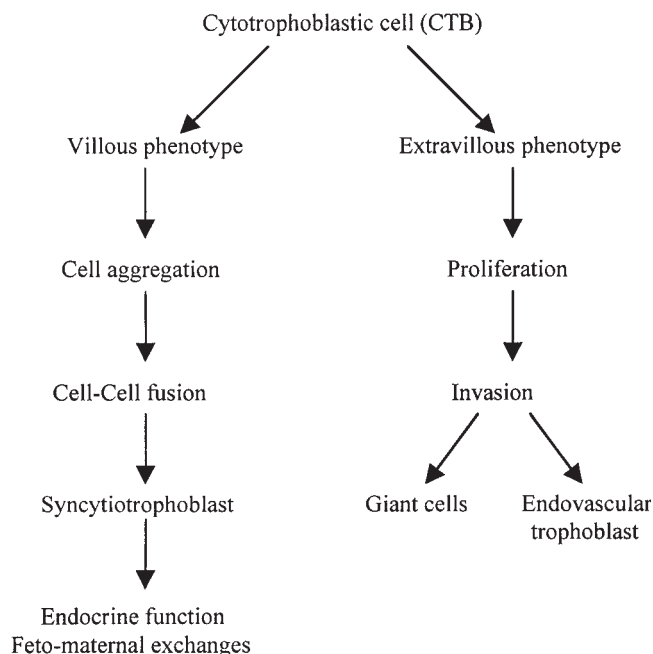 Cytotrophoblastic cell (CTB)
Villous phenotype
Extravillous phenotype
Cell aggregation
Proliferation
Cell-Cell fusion
Invasion
Syncytiotrophoblast
Giant cells
Endovascular
trophoblast
Endocrine function
Feto-maternal exchanges